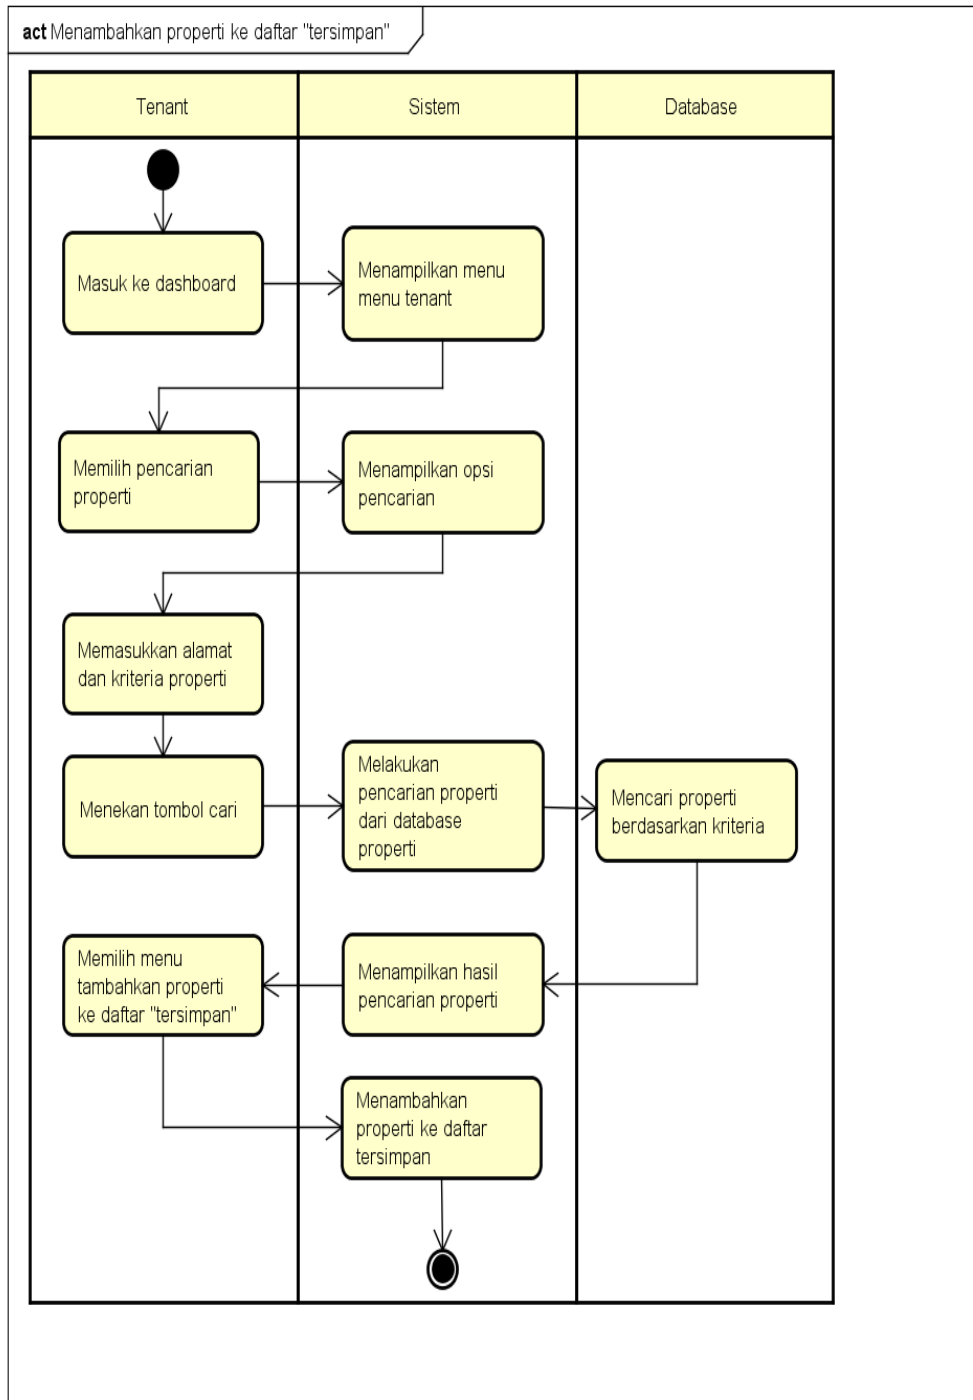 act Menambahkan properti ke daftar "tersimpan"
Tenant
Sistem
Database
Masuk ke dashboard
Menampilkan menu
menu tenant
Memilih pencarian
properti
Menampilkan opsi
pencarian
Memasukkan alamat
dan kriteria properti
Menekan tombol cari
Melakukan
pencarian properti
dari database
properti
Mencari properti
berdasarkan kriteria
Menampilkan hasil
pencarian properti
Memilih menu
tambahkan properti
ke daftar "tersimpan"
Menambahkan
properti ke daftar
tersimpan